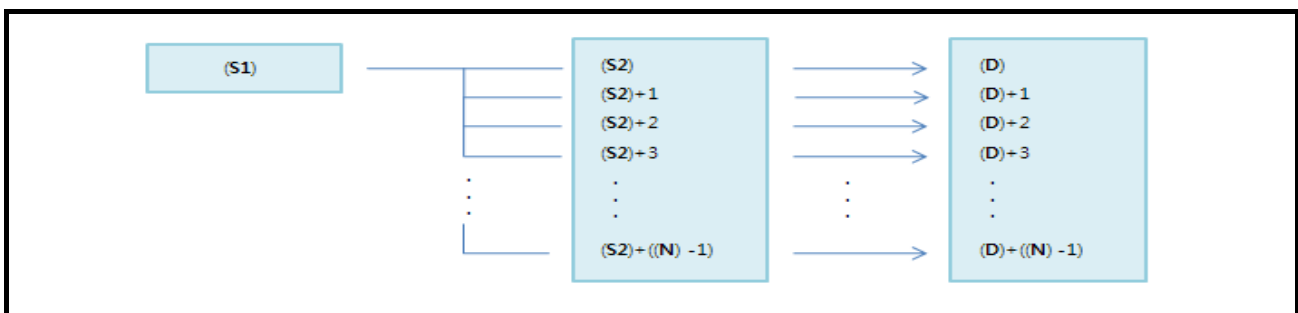 (S1)
(S2)
(S2)+1
(S2)+2
(S2)+3
(S2)+((N) -1)
(D)
(D)+1
(D)+2
(D)+3
(D)+((N) -1)